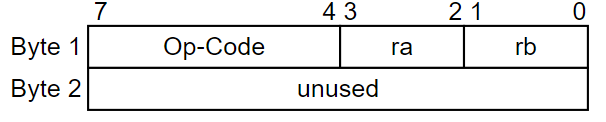 7 4 3 2 1 0
Byte 1 Op-Code ra rb
Byte 2 unused